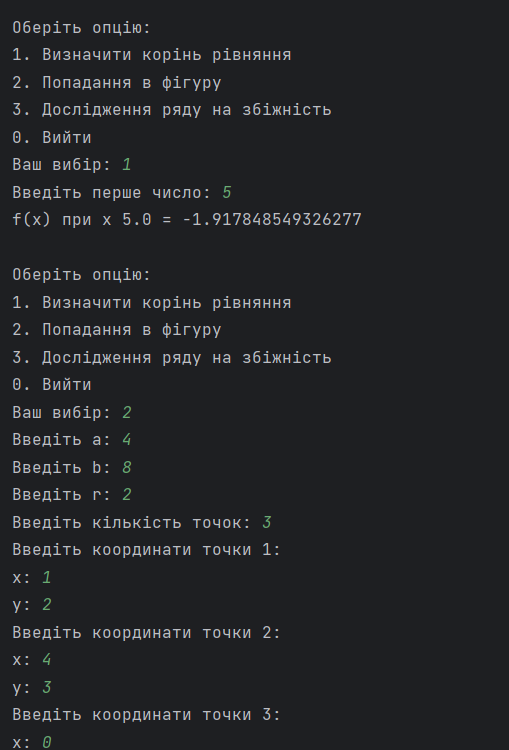 Оберіть опцію:
1. Визначити корінь рівняння
2. Попадання в фігуру
3. Дослідження ряду на збіжність
0. Вийти
Ваш вибір: 1
Введіть перше число: 5
f(x) при x 5.0 = -1.917848549326277
Оберіть опцію:
1. Визначити корінь рівняння
2. Попадання в фігуру
3. Дослідження ряду на збіжність
0. Вийти
Ваш вибір: 2
Введіть a: 4
Введіть b: 8
Введіть r: 2
Введіть кількість точок: 3
Введіть координати точки 1:
x: 1
y: 2
Введіть координати точки 2:
x: 4
y: 3
Введіть координати точки 3:
x: 0